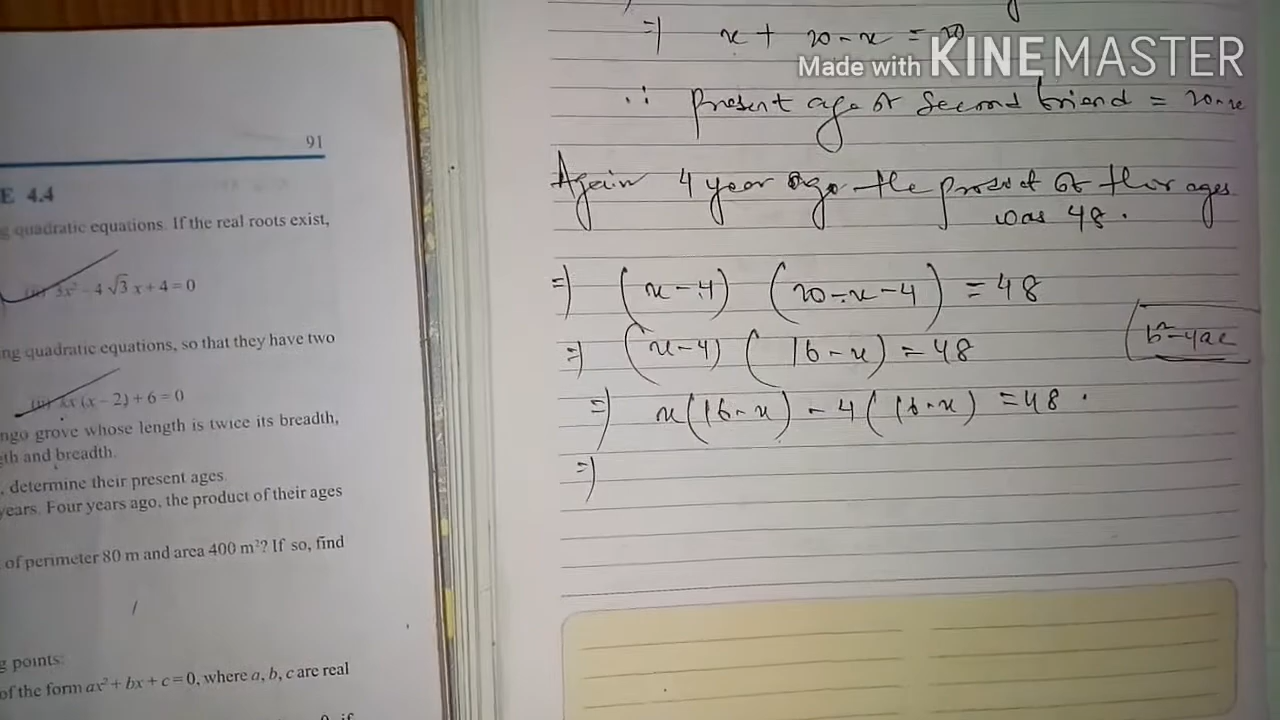 91
E 4.4
g quadratic equations. If the real roots exist,
(ii) 3x² - 4√3 x + 4 = 0
ng quadratic equations, so that they have two
(ii) kx (x - 2) + 6 = 0
ngo grove whose length is twice its breadth,
gth and breadth.
, determine their present ages.
years. Four years ago, the product of their ages
of perimeter 80 m and area 400 m²? If so, find
g points:
of the form ax² + bx + c = 0, where a, b, c are real
0, if
=) x + 20 - x = 20
Made with KINEMASTER
∴ Present age of Second friend = 20-x
Again 4 year ago the product of their ages
was 48.
=) (x-4) (20-x-4) = 48
=) (x-4) (16-x) = 48
b²-4ac
=) x(16-x) - 4(16-x) = 48.
=)